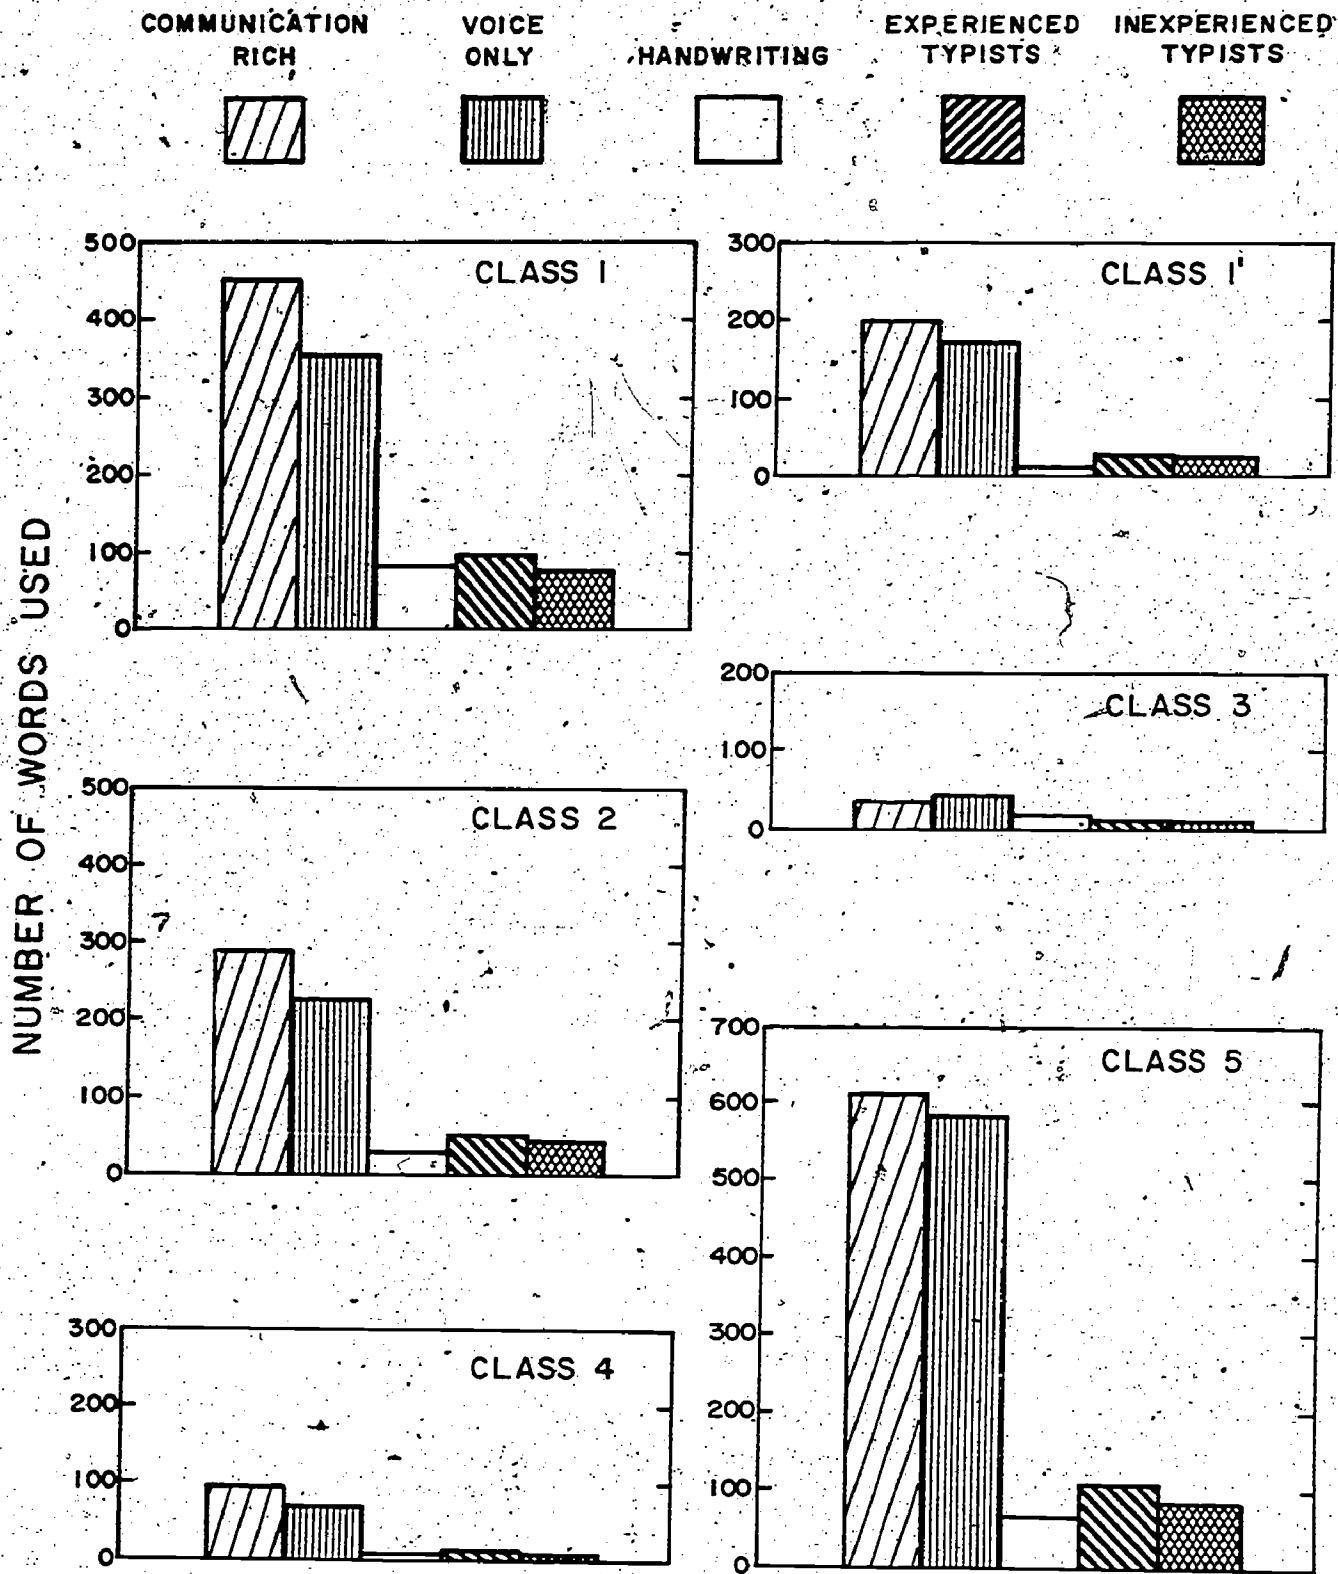 COMMUNICATION
RICH
VOICE
ONLY
HANDWRITING
EXPERIENCED
TYPISTS
INEXPERIENCED
TYPISTS
NUMBER OF WORDS USED
500
400
300
200
100
0
CLASS 1
300
200
100
0
CLASS 1'
500
400
300
200
100
0
CLASS 2
200
100
0
CLASS 3
300
200
100
0
CLASS 4
700
600
500
400
300
200
100
0
CLASS 5